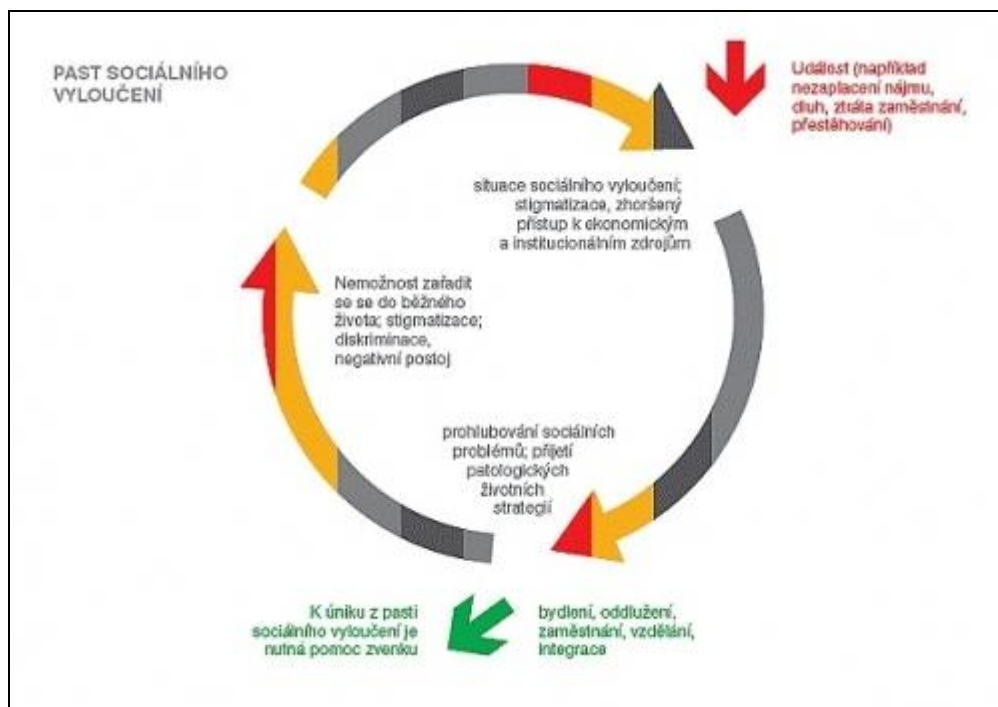 PAST SOCIÁLNÍHO
VYLOUČENÍ
Událost (například
nezaplacení nájmu,
dluh, ztráta zaměstnání,
přestěhování)
situace sociálního vyloučení;
stigmatizace, zhoršený
přístup k ekonomickým
a institucionálním zdrojům
Nemožnost zařadit
se se do běžného
života; stigmatizace;
diskriminace,
negativní postoj
prohlubování sociálních
problémů; přijetí
patologických
životních
strategií
K úniku z pasti
sociálního vyloučení je
nutná pomoc zvenku
bydlení, oddlužení,
zaměstnání, vzdělání,
integrace